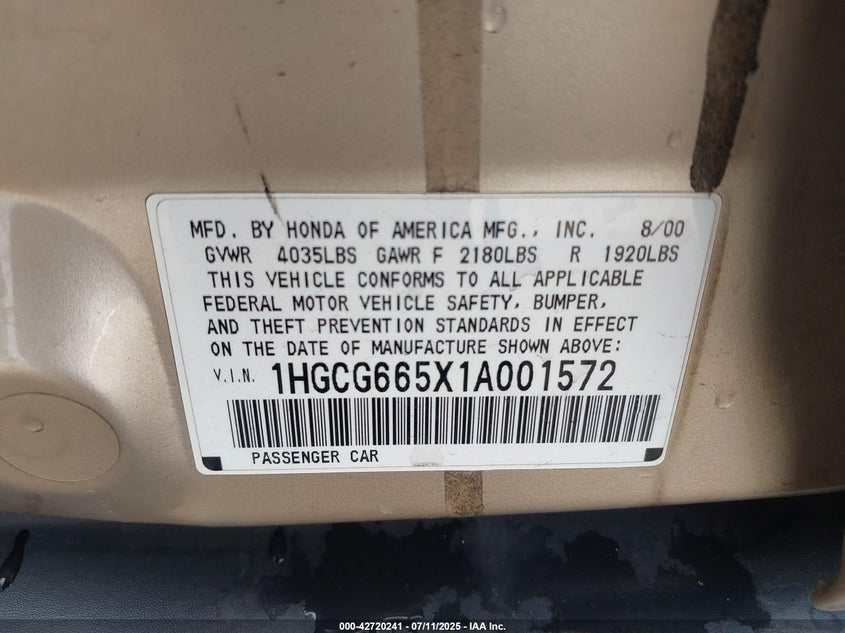 MFD. BY HONDA OF AMERICA MFG., INC. 8/00
GVWR 4035LBS GAWR F 2180LBS R 1920LBS
THIS VEHICLE CONFORMS TO ALL APPLICABLE
FEDERAL MOTOR VEHICLE SAFETY, BUMPER,
AND THEFT PREVENTION STANDARDS IN EFFECT
ON THE DATE OF MANUFACTURE SHOWN ABOVE:
V.I.N. 1HGCG665X1A001572
PASSENGER CAR
000-42720241 - 07/11/2025 - IAA Inc.